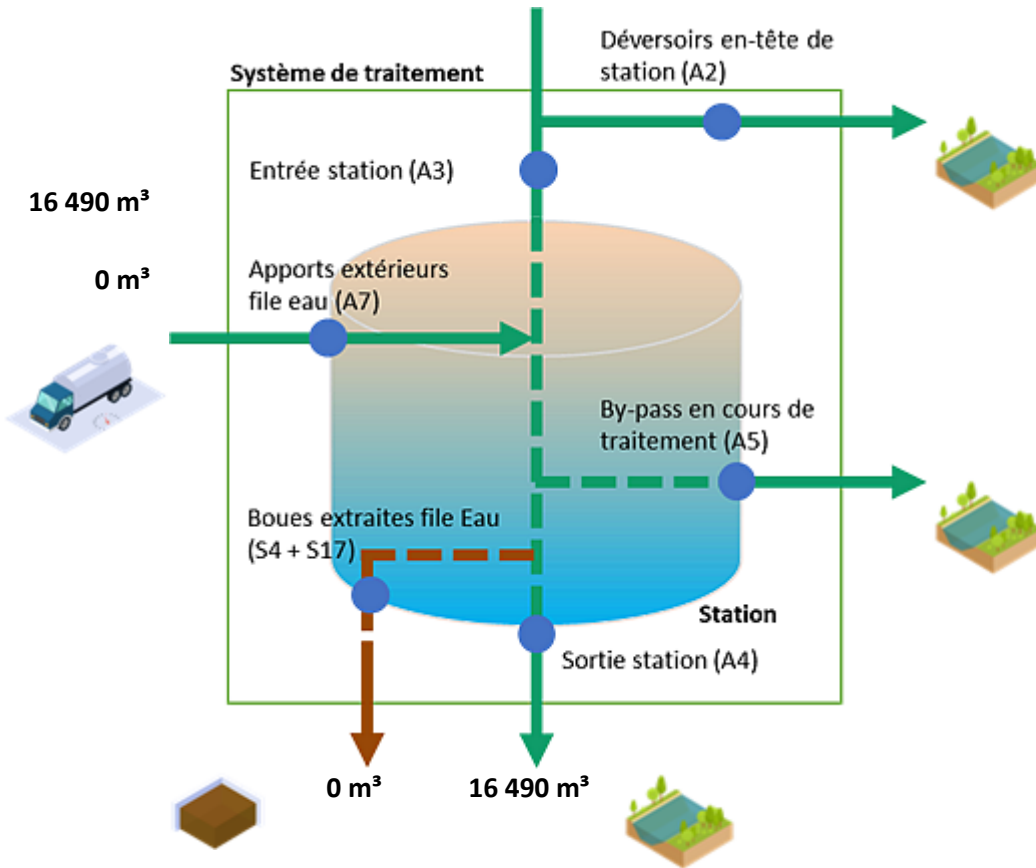 Déversoirs en-tête de
station (A2)
Système de traitement
Entrée station (A3)
16 490 m³
Apports extérieurs
file eau (A7)
0 m³
By-pass en cours de
traitement (A5)
Boues extraites file Eau
(S4 + S17)
Station
Sortie station (A4)
0 m³
16 490 m³